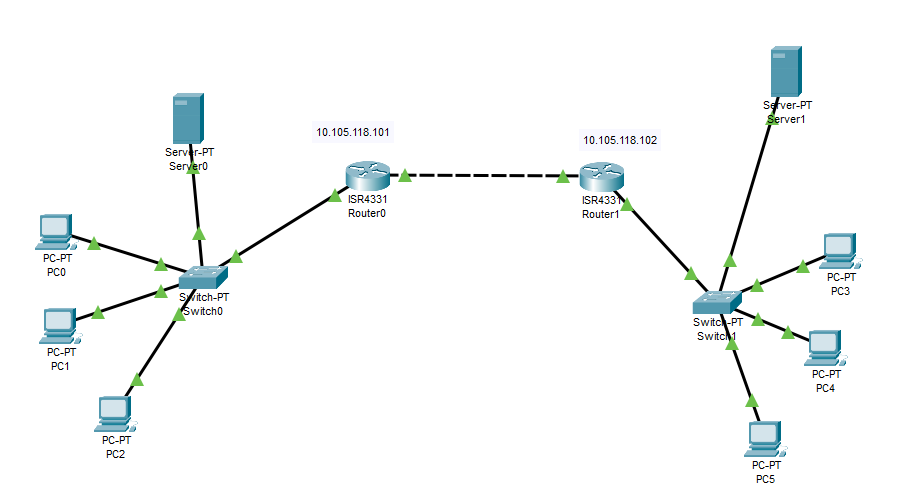 Server-PT
Server1
10.105.118.101
10.105.118.102
Server-PT
Server0
ISR4331
Router0
ISR4331
Router1
PC-PT
PC0
PC-PT
PC3
Switch-PT
Switch0
Switch-PT
Switch1
PC-PT
PC1
PC-PT
PC4
PC-PT
PC2
PC-PT
PC5